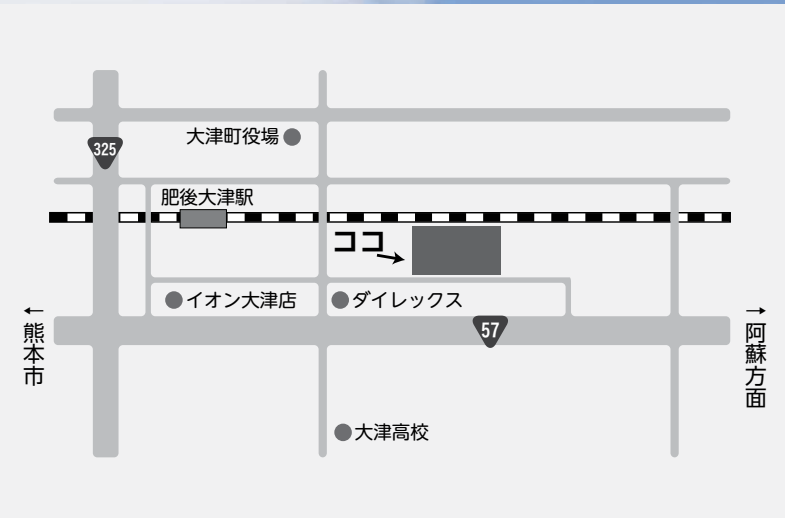 大津町役場
325
肥後大津駅
ココ
イオン大津店
ダイレックス
57
←熊本市
→阿蘇方面
大津高校